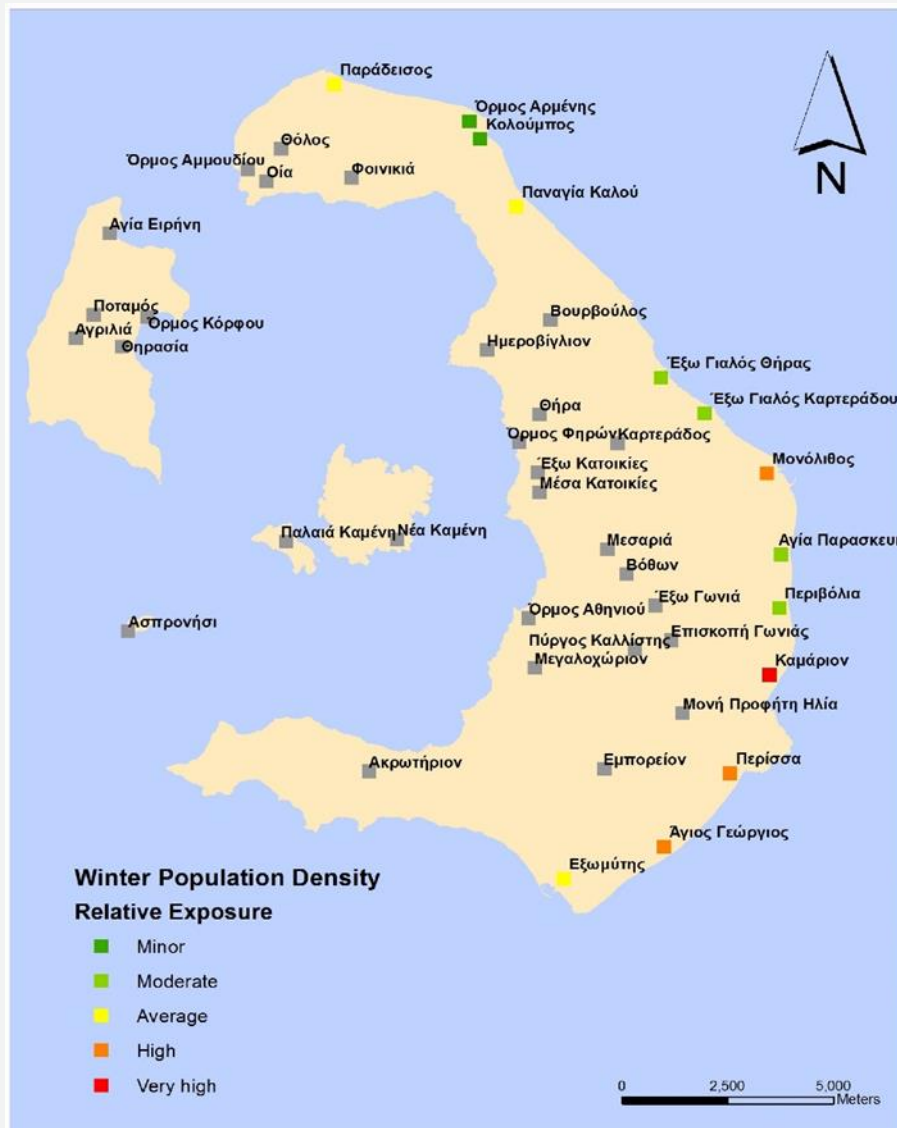 Παράδεισος
Όρμος Αρμένης
Κολούμπος
Θόλος
Όρμος Αμμουδίου
Οία
Φοινικιά
Παναγία Καλού
Αγία Ειρήνη
Ποταμός
Όρμος Κόρφου
Αγριλιά
Θηρασία
Βουρβούλος
Ημεροβίγλιον
Έξω Γιαλός Θήρας
Έξω Γιαλός Καρτεράδου
Θήρα
Όρμος Φηρών
Καρτεράδος
Έξω Κατοικίες
Μέσα Κατοικίες
Μονόλιθος
Παλαιά Καμένη
Νέα Καμένη
Μεσαριά
Βόθων
Αγία Παρασκευή
Ασπρονήσι
Όρμος Αθηνιού
Έξω Γωνιά
Περιβόλια
Πύργος Καλλίστης
Επισκοπή Γωνιάς
Μεγαλοχώριον
Καμάριον
Μονή Προφήτη Ηλία
Ακρωτήριον
Εμπορείον
Περίσσα
Άγιος Γεώργιος
Εξωμύτης
N
Winter Population Density
Relative Exposure
Minor
Moderate
Average
High
Very high
0 2,500 5,000
Meters